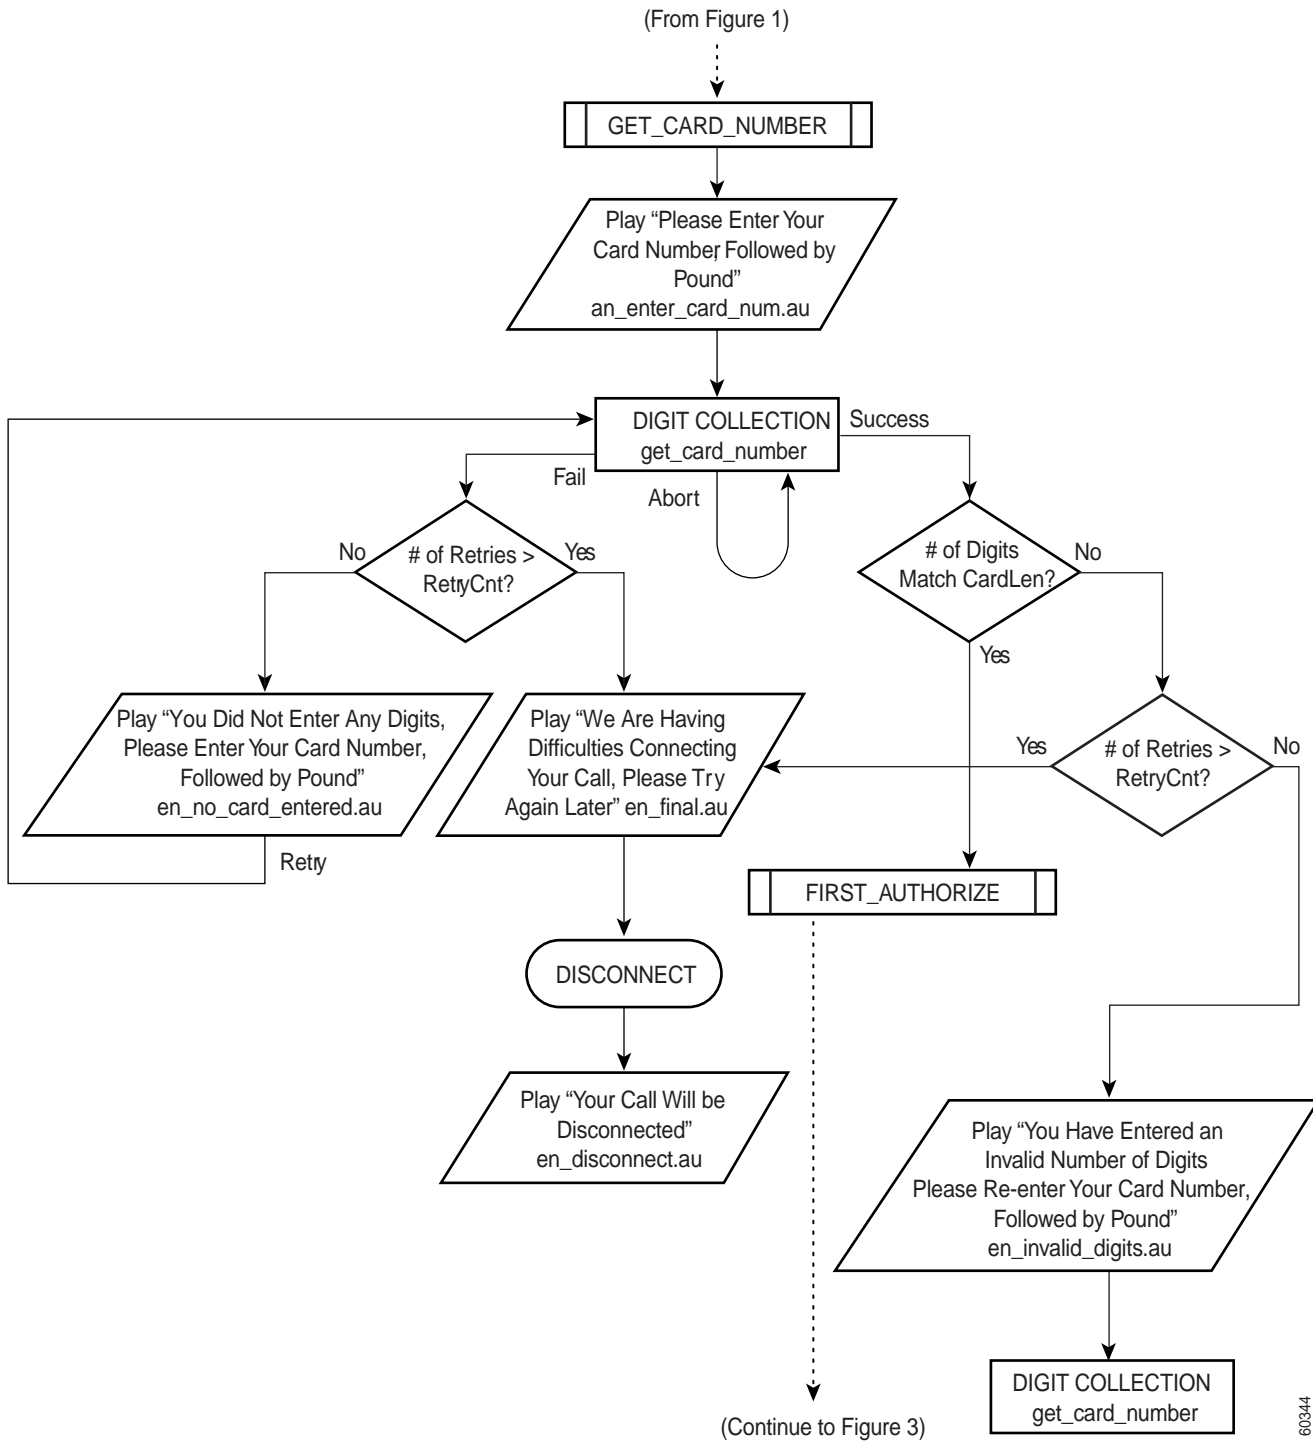 (From Figure 1)
GET_CARD_NUMBER
Play “Please Enter Your
Card Number, Followed by
Pound”
an_enter_card_num.au
DIGIT COLLECTION
get_card_number
Success
Fail
Abort
# of Retries >
RetryCnt?
No
Yes
# of Digits
Match CardLen?
No
Yes
Play “You Did Not Enter Any Digits,
Please Enter Your Card Number,
Followed by Pound”
en_no_card_entered.au
Retry
Play “We Are Having
Difficulties Connecting
Your Call, Please Try
Again Later” en_final.au
Yes
# of Retries >
RetryCnt?
No
FIRST_AUTHORIZE
DISCONNECT
Play “Your Call Will be
Disconnected”
en_disconnect.au
Play “You Have Entered an
Invalid Number of Digits
Please Re-enter Your Card Number,
Followed by Pound”
en_invalid_digits.au
DIGIT COLLECTION
get_card_number
(Continue to Figure 3)
60344